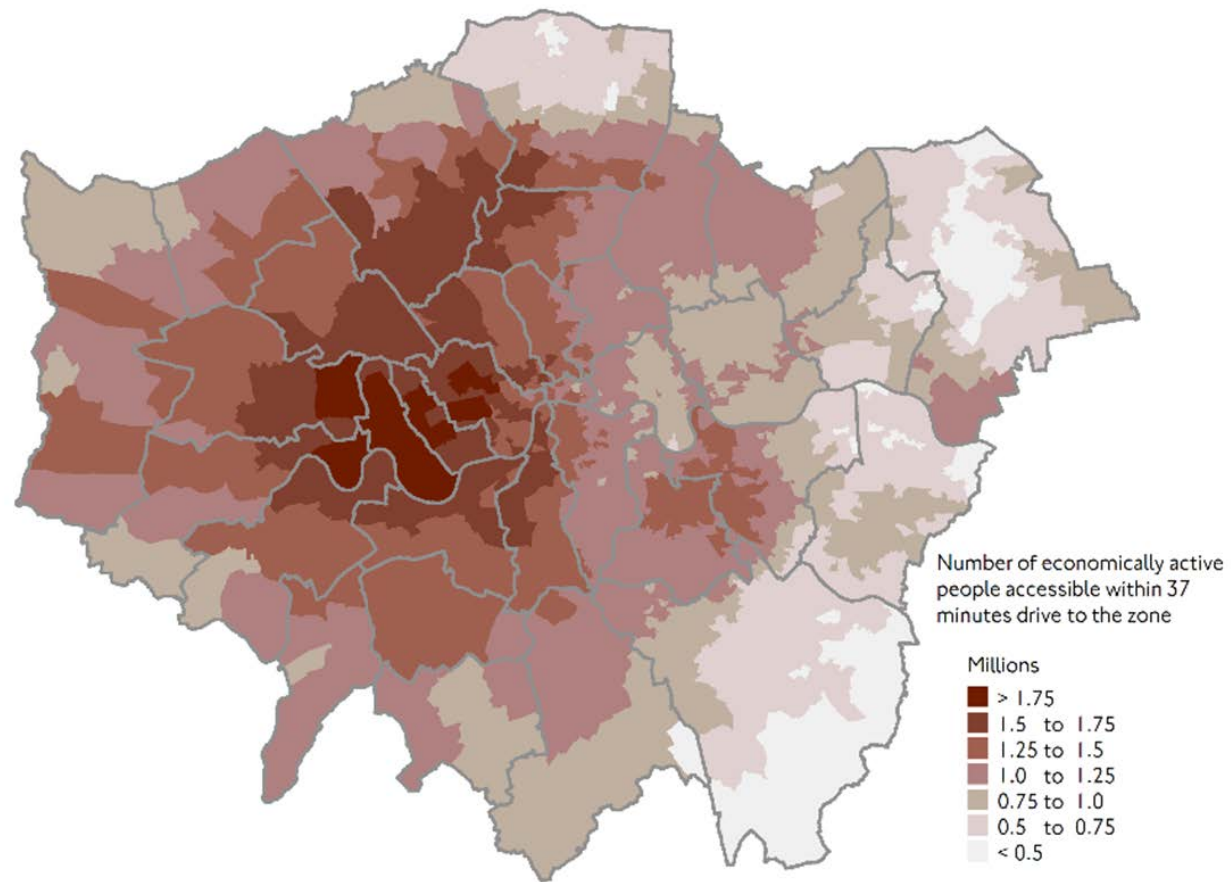 Number of economically active
people accessible within 37
minutes drive to the zone
Millions
> 1.75
1.5 to 1.75
1.25 to 1.5
1.0 to 1.25
0.75 to 1.0
0.5 to 0.75
< 0.5